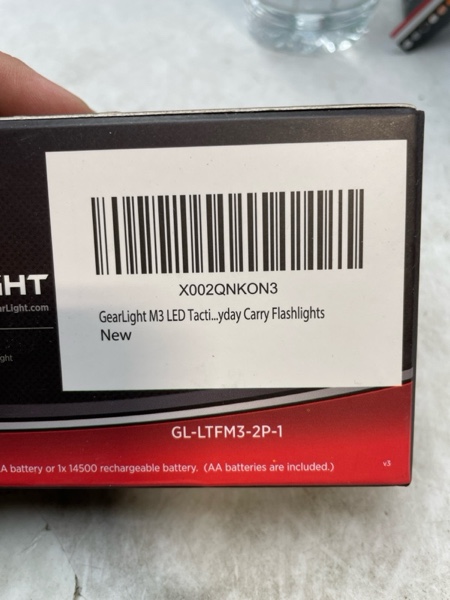 X002QNKON3
GearLight M3 LED Tacti...yday Carry Flashlights
New
GHT
arLight.com
ght
GL-LTFM3-2P-1
A battery or 1x 14500 rechargeable battery. (AA batteries are included.)
v3